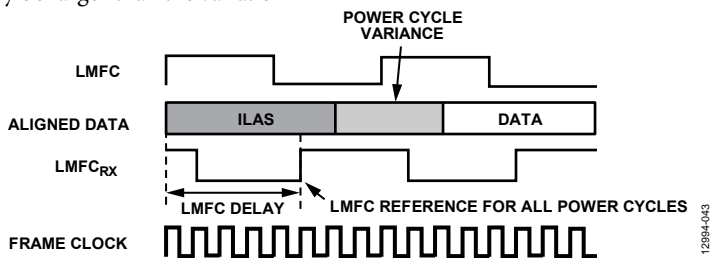 POWER CYCLE
VARIANCE
LMFC
ALIGNED DATA
ILAS
DATA
LMFCRX
LMFC DELAY
LMFC REFERENCE FOR ALL POWER CYCLES
FRAME CLOCK
12994-043